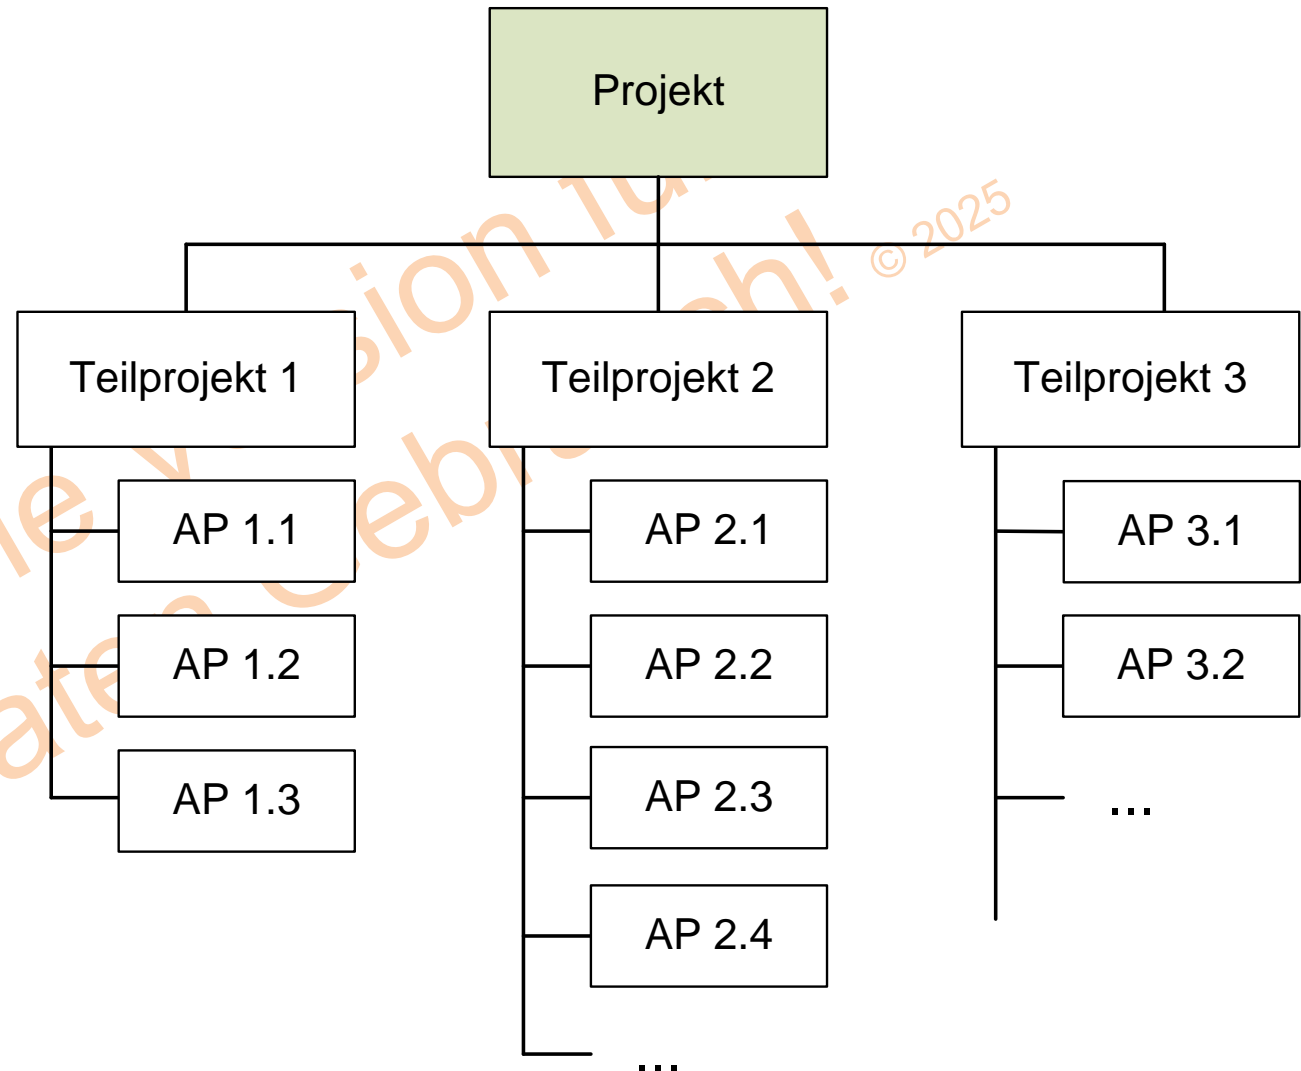 Projekt
© 2025
Teilprojekt 1
Teilprojekt 2
Teilprojekt 3
AP 1.1
AP 2.1
AP 3.1
AP 1.2
AP 2.2
AP 3.2
AP 1.3
AP 2.3
...
AP 2.4
...